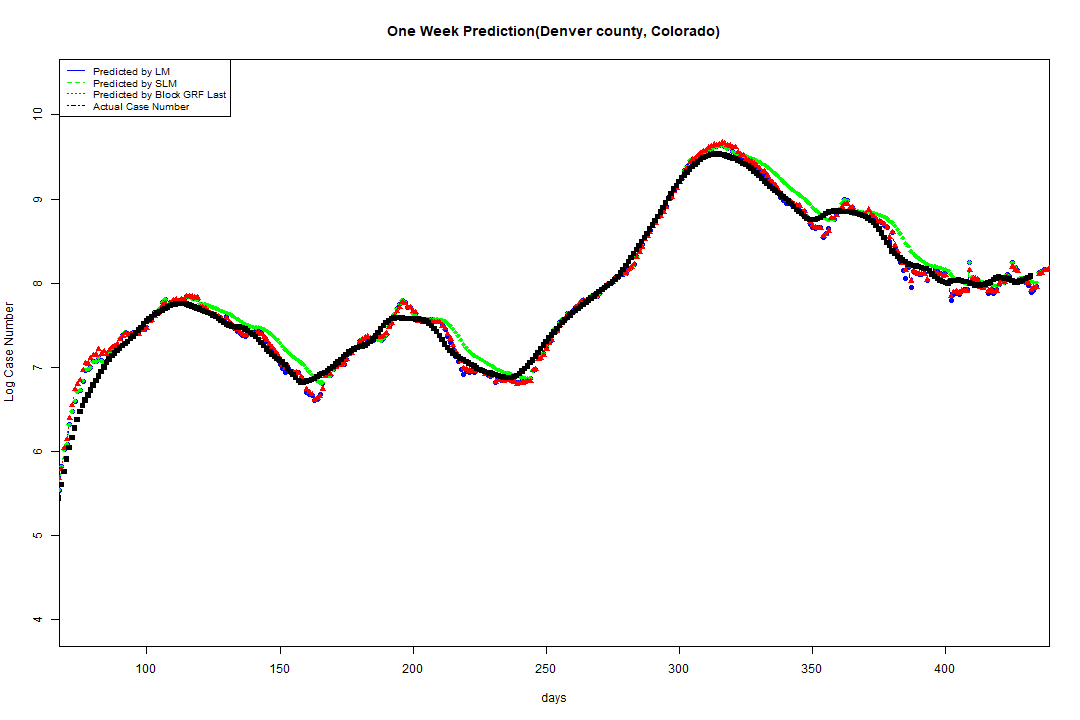 One Week Prediction(Denver county, Colorado)
Predicted by LM
Predicted by SLM
Predicted by Block GRF Last
Actual Case Number
Log Case Number
10
9
8
7
6
5
4
100 150 200 250 300 350 400
days